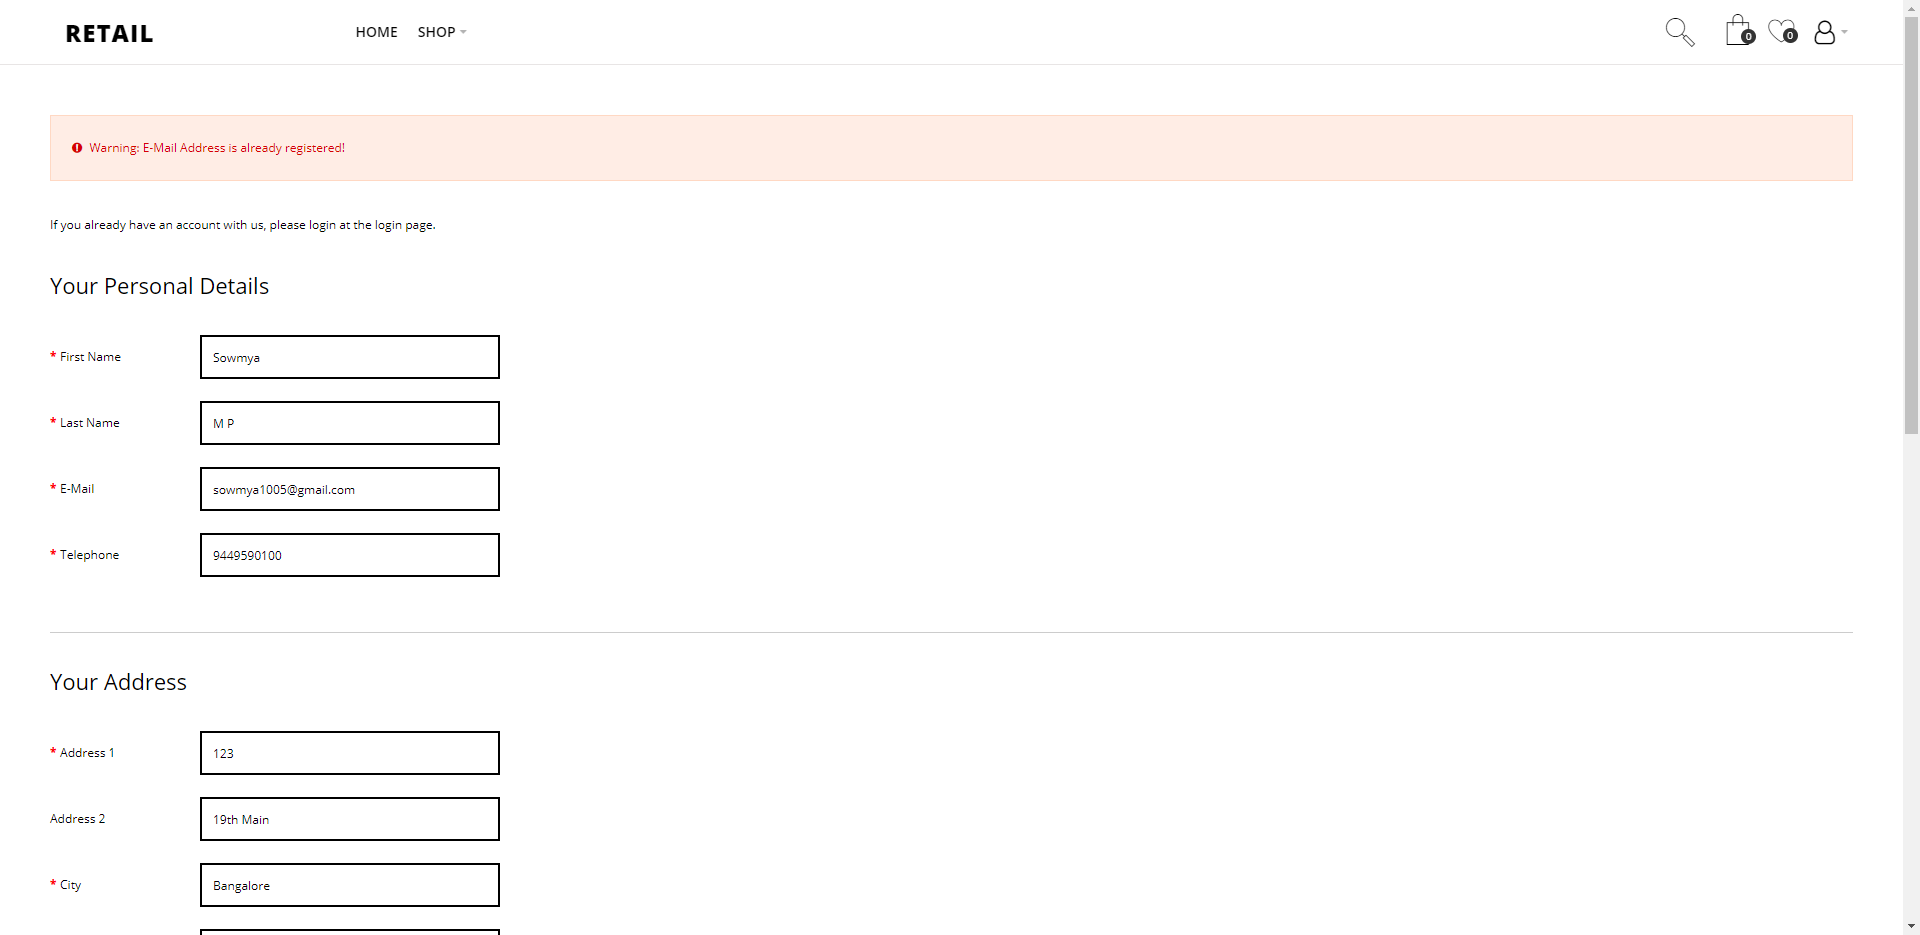 RETAIL
HOME SHOP
0 0
Warning: E-Mail Address is already registered!
If you already have an account with us, please login at the login page.
Your Personal Details
* First Name Sowmya
* Last Name M P
* E-Mail sowmya1005@gmail.com
* Telephone 9449590100
Your Address
* Address 1 123
Address 2 19th Main
* City Bangalore